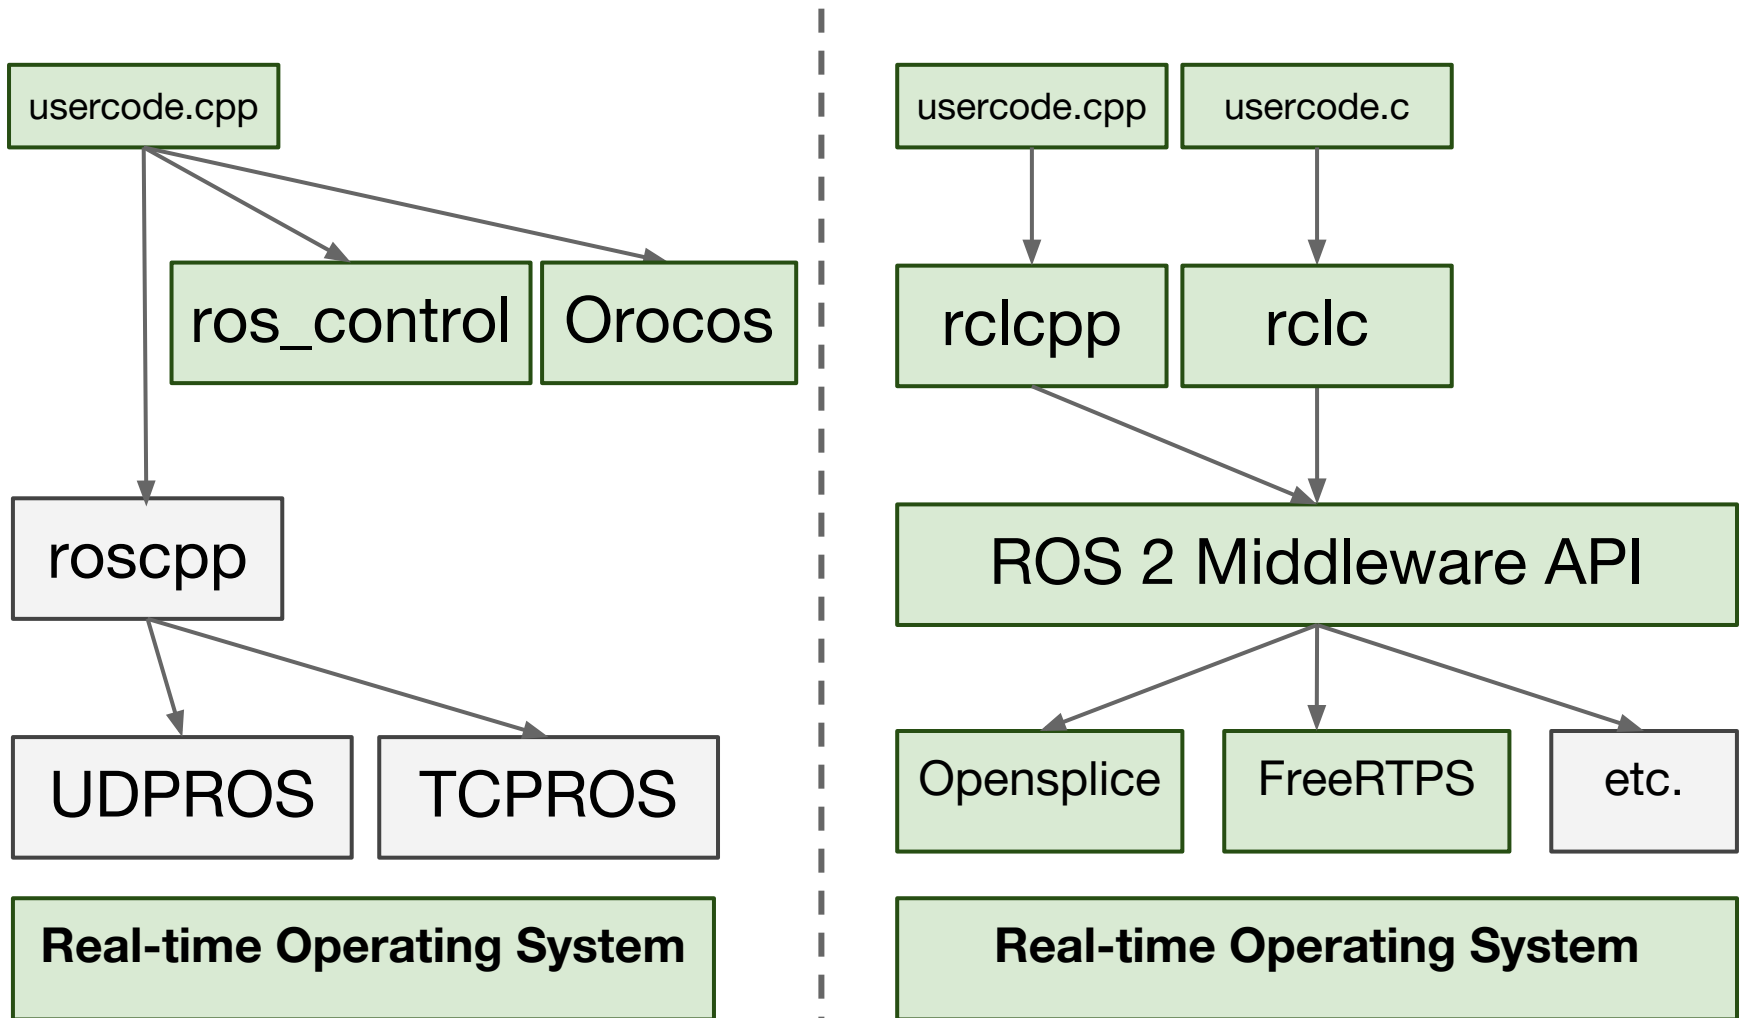 usercode.cpp
ros_control
Orocos
roscpp
UDPROS
TCPROS
Real-time Operating System
usercode.cpp
usercode.c
rclcpp
rclc
ROS 2 Middleware API
Opensplice
FreeRTPS
etc.
Real-time Operating System